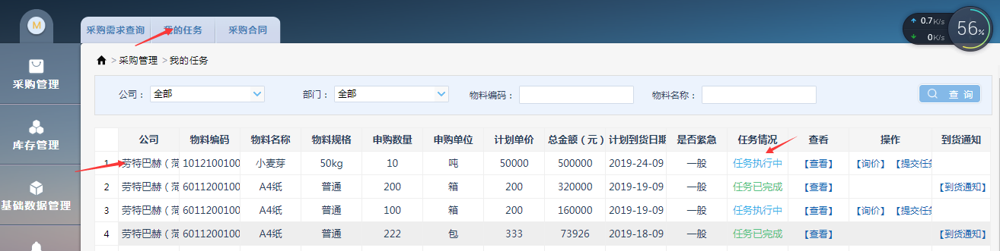 M
采购需求查询 我的任务 采购合同
0.7K/s
0K/s
56%
采购管理
库存管理
基础数据管理
> 采购管理 > 我的任务
公司： 全部 部门： 全部 物料编码： 物料名称： 查 询
公司 物料编码 物料名称 物料规格 申购数量 申购单位 计划单价 总金额（元） 计划到货日期 是否紧急 任务情况 查看 操作 到货通知
1 劳特巴赫（菏 1012100100 小麦芽 50kg 10 吨 50000 500000 2019-24-09 一般 任务执行中 【查看】 【询价】 【提交任务
2 劳特巴赫（菏 6011200100 A4纸 普通 200 箱 200 320000 2019-19-09 一般 任务已完成 【查看】 【到货通知】
3 劳特巴赫（菏 6011200100 A4纸 普通 100 箱 200 160000 2019-19-09 一般 任务执行中 【查看】 【询价】 【提交任务
4 劳特巴赫（菏 6011200100 A4纸 普通 222 包 333 73926 2019-18-09 一般 任务已完成 【查看】 【到货通知】